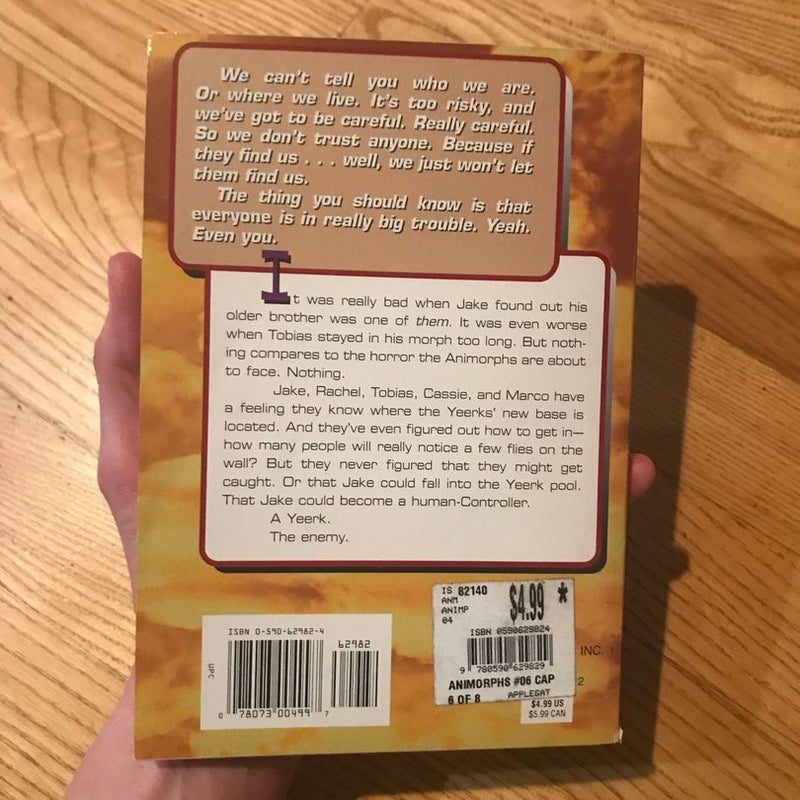 We can't tell you who we are.
Or where we live. It's too risky, and
we've got to be careful. Really careful.
So we don't trust anyone. Because if
they find us . . . well, we just won't let
them find us.
The thing you should know is that
everyone is in really big trouble. Yeah.
Even you.
It was really bad when Jake found out his
older brother was one of them. It was even worse
when Tobias stayed in his morph too long. But noth-
ing compares to the horror the Animorphs are about
to face. Nothing.
Jake, Rachel, Tobias, Cassie, and Marco have
a feeling they know where the Yeerks' new base is
located. And they've even figured out how to get in—
how many people will really notice a few flies on the
wall? But they never figured that they might get
caught. Or that Jake could fall into the Yeerk pool.
That Jake could become a human-Controller.
A Yeerk.
The enemy.
ISBN 0-590-62982-4
62982
UPC
0 78073 00499 7
IS 82140
ANM
ANIMP
04
$4.99 *
ISBN 0590629824
9 780590 629829
ANIMORPHS #06 CAP
6 OF 8 APPLEGAT
INC.
2
$4.99 US
$5.99 CAN